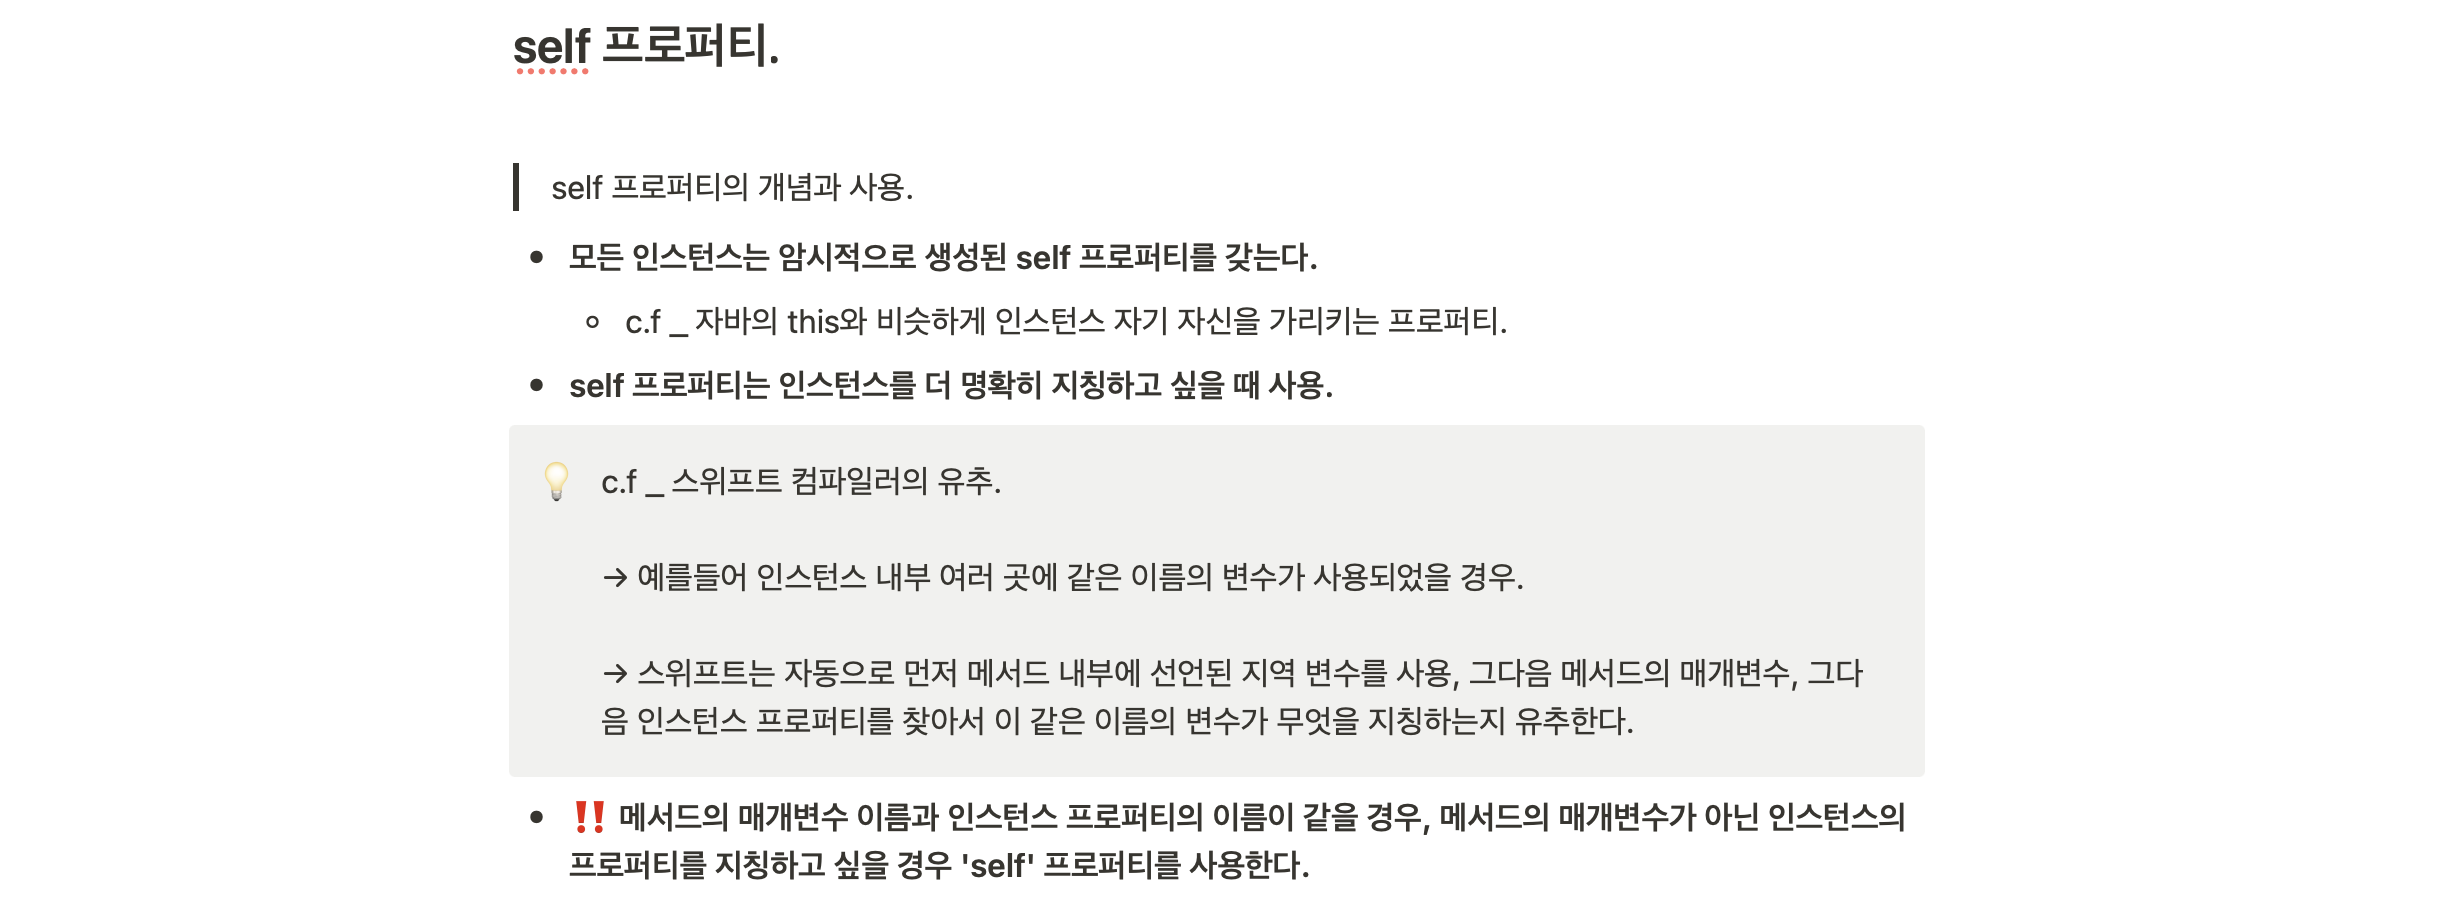 self 프로퍼티.
self 프로퍼티의 개념과 사용.
• 모든 인스턴스는 암시적으로 생성된 self 프로퍼티를 갖는다.
◦ c.f _ 자바의 this와 비슷하게 인스턴스 자기 자신을 가리키는 프로퍼티.
• self 프로퍼티는 인스턴스를 더 명확히 지칭하고 싶을 때 사용.
💡 c.f _ 스위프트 컴파일러의 유추.
→ 예를들어 인스턴스 내부 여러 곳에 같은 이름의 변수가 사용되었을 경우.
→ 스위프트는 자동으로 먼저 메서드 내부에 선언된 지역 변수를 사용, 그다음 메서드의 매개변수, 그다
음 인스턴스 프로퍼티를 찾아서 이 같은 이름의 변수가 무엇을 지칭하는지 유추한다.
• ‼️ 메서드의 매개변수 이름과 인스턴스 프로퍼티의 이름이 같을 경우, 메서드의 매개변수가 아닌 인스턴스의
프로퍼티를 지칭하고 싶을 경우 'self' 프로퍼티를 사용한다.